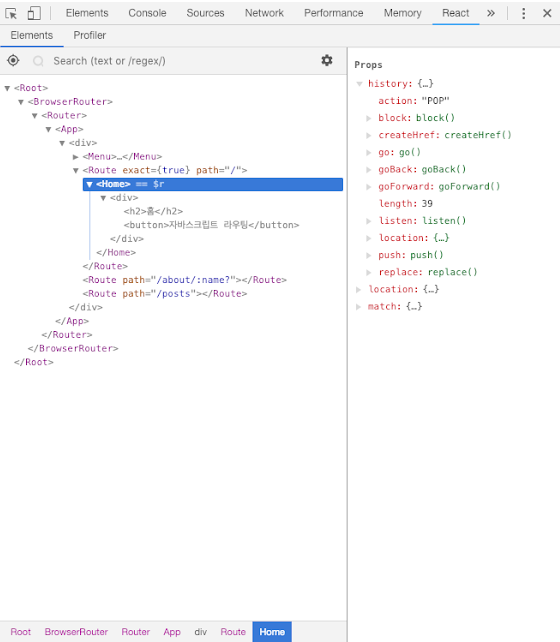 Elements Console Sources Network Performance Memory React »
Elements Profiler
Search (text or /regex/)
▼ <Root>
▼ <BrowserRouter>
▼ <Router>
▼ <App>
▼ <div>
▶ <Menu>…</Menu>
▼ <Route exact={true} path="/">
▼ <Home> == $r
▼ <div>
<h2>홈</h2>
<button>자바스크립트 라우팅</button>
</div>
</Home>
</Route>
<Route path="/about/:name?"></Route>
<Route path="/posts"></Route>
</div>
</App>
</Router>
</BrowserRouter>
</Root>
Root BrowserRouter Router App div Route Home
Props
history: {…}
action: "POP"
block: block()
createHref: createHref()
go: go()
goBack: goBack()
goForward: goForward()
length: 39
listen: listen()
location: {…}
push: push()
replace: replace()
location: {…}
match: {…}